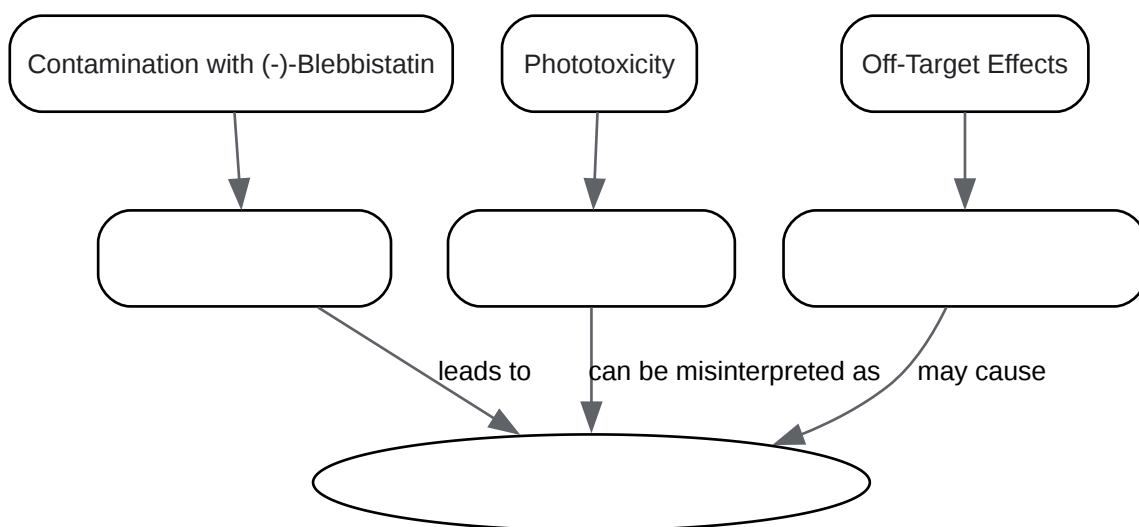 Contamination with (-)-Blebbistatin
Phototoxicity
Off-Target Effects
leads to
can be misinterpreted as
may cause